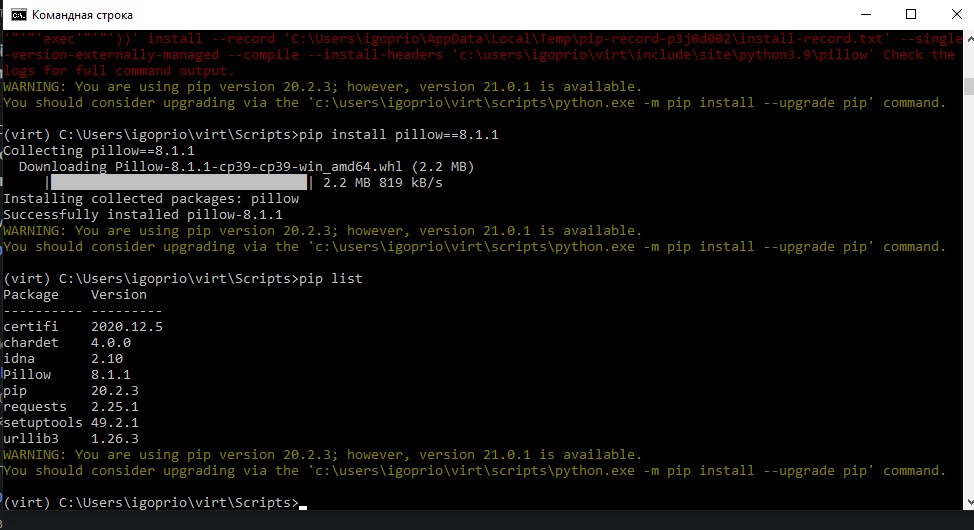 Командная строка
'"'"'exec'"'"'))' install --record 'C:\Users\igoprio\AppData\Local\Temp\pip-record-p3j0d002\install-record.txt' --single
-version-externally-managed --compile --install-headers 'c:\users\igoprio\virt\include\site\python3.9\pillow' Check the
logs for full command output.
WARNING: You are using pip version 20.2.3; however, version 21.0.1 is available.
You should consider upgrading via the 'c:\users\igoprio\virt\scripts\python.exe -m pip install --upgrade pip' command.
(virt) C:\Users\igoprio\virt\Scripts>pip install pillow==8.1.1
Collecting pillow==8.1.1
Downloading Pillow-8.1.1-cp39-cp39-win_amd64.whl (2.2 MB)
| | 2.2 MB 819 kB/s
Installing collected packages: pillow
Successfully installed pillow-8.1.1
WARNING: You are using pip version 20.2.3; however, version 21.0.1 is available.
You should consider upgrading via the 'c:\users\igoprio\virt\scripts\python.exe -m pip install --upgrade pip' command.
(virt) C:\Users\igoprio\virt\Scripts>pip list
Package Version
---------- ---------
certifi 2020.12.5
chardet 4.0.0
idna 2.10
Pillow 8.1.1
pip 20.2.3
requests 2.25.1
setuptools 49.2.1
urllib3 1.26.3
WARNING: You are using pip version 20.2.3; however, version 21.0.1 is available.
You should consider upgrading via the 'c:\users\igoprio\virt\scripts\python.exe -m pip install --upgrade pip' command.
(virt) C:\Users\igoprio\virt\Scripts>